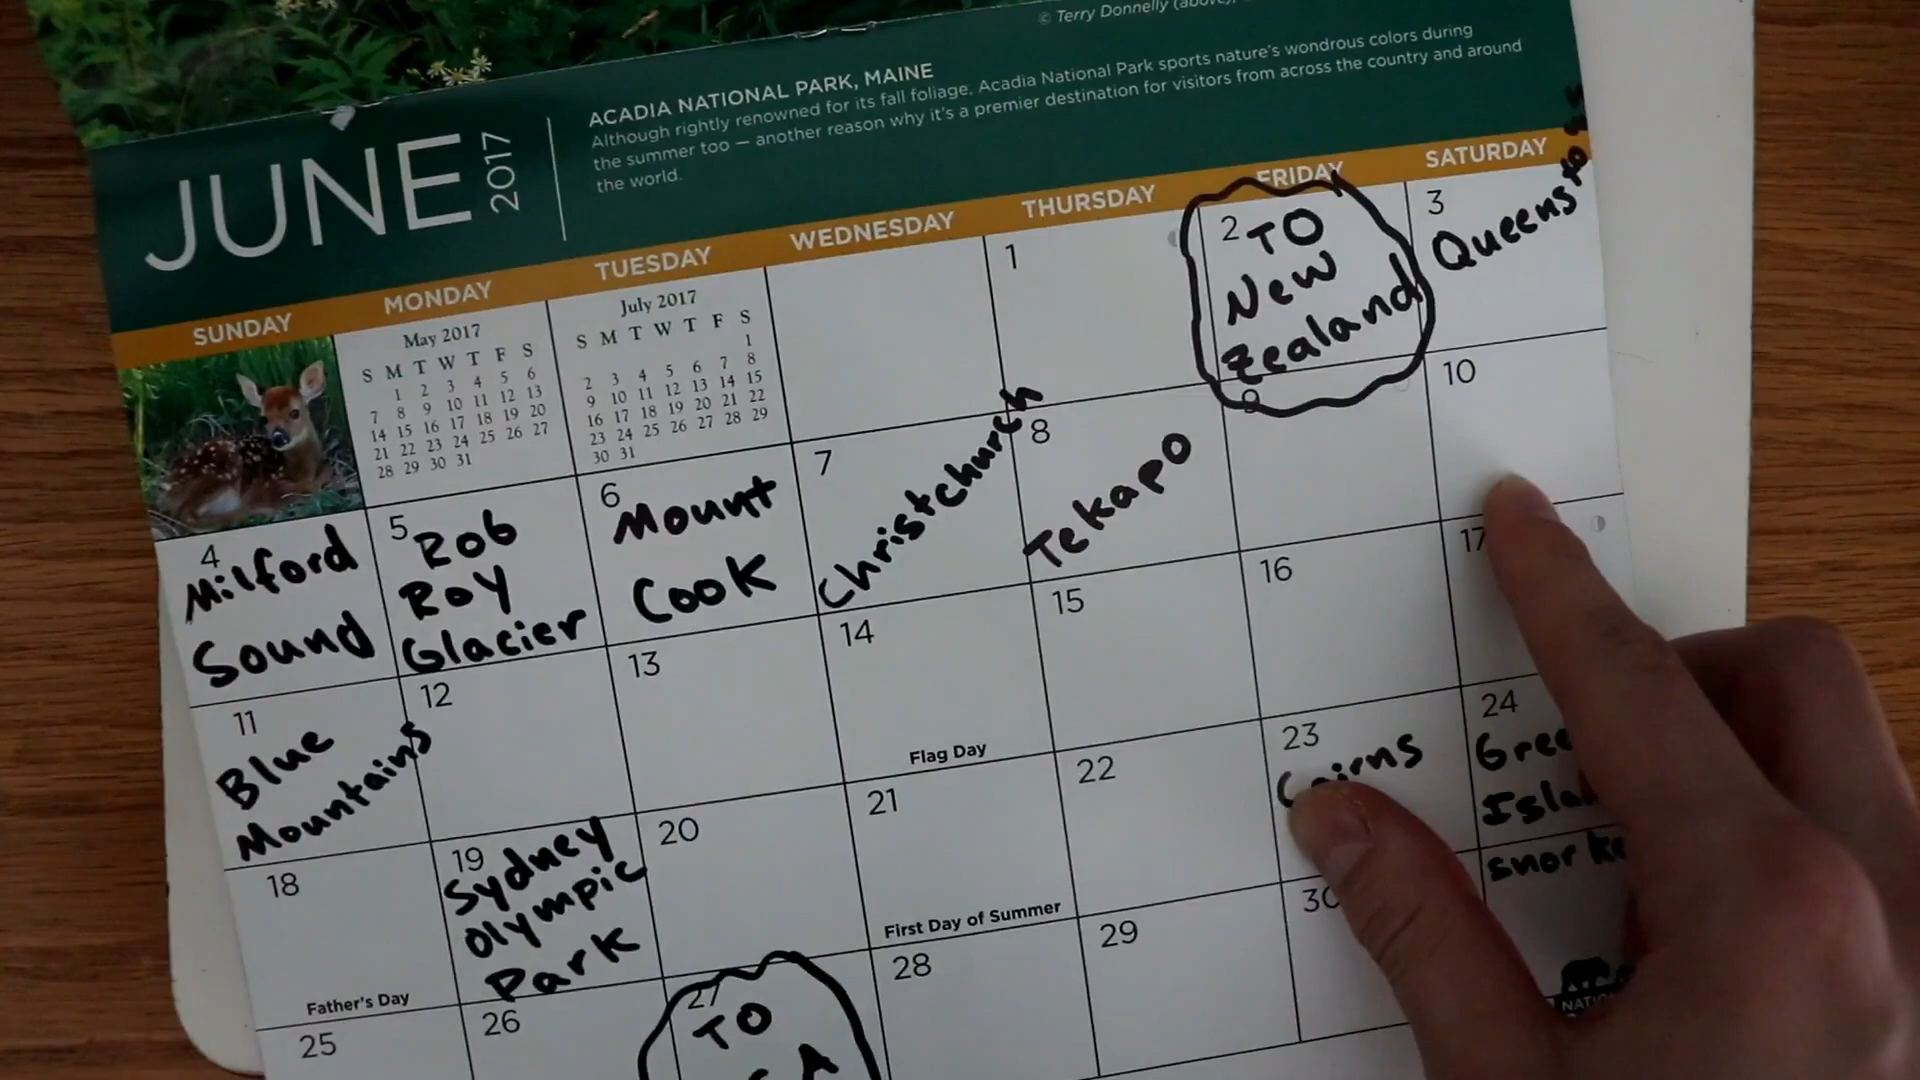 © Terry Donnelly (above),
ACADIA NATIONAL PARK, MAINE
Although rightly renowned for its fall foliage, Acadia National Park sports nature's wondrous colors during
the summer too — another reason why it's a premier destination for visitors from across the country and around
the world.
JUNE 2017
SUNDAY MONDAY TUESDAY WEDNESDAY THURSDAY FRIDAY SATURDAY
May 2017
S M T W T F S
1 2 3 4 5 6
7 8 9 10 11 12 13
14 15 16 17 18 19 20
21 22 23 24 25 26 27
28 29 30 31
July 2017
S M T W T F S
1
2 3 4 5 6 7 8
9 10 11 12 13 14 15
16 17 18 19 20 21 22
23 24 25 26 27 28 29
30 31
1
2 TO
New
Zealand
3
Queenstown
4
Milford
Sound
5 Rob
Roy
Glacier
6
Mount
Cook
7
Christchurch
8
Tekapo
9
10
11
Blue
Mountains
12
13
14
Flag Day
15
16
17
18
Father's Day
19
Sydney
Olympic
Park
20
21
First Day of Summer
22
23
Cairns
24
Island
snorke
25
26
27
TO
28
29
30